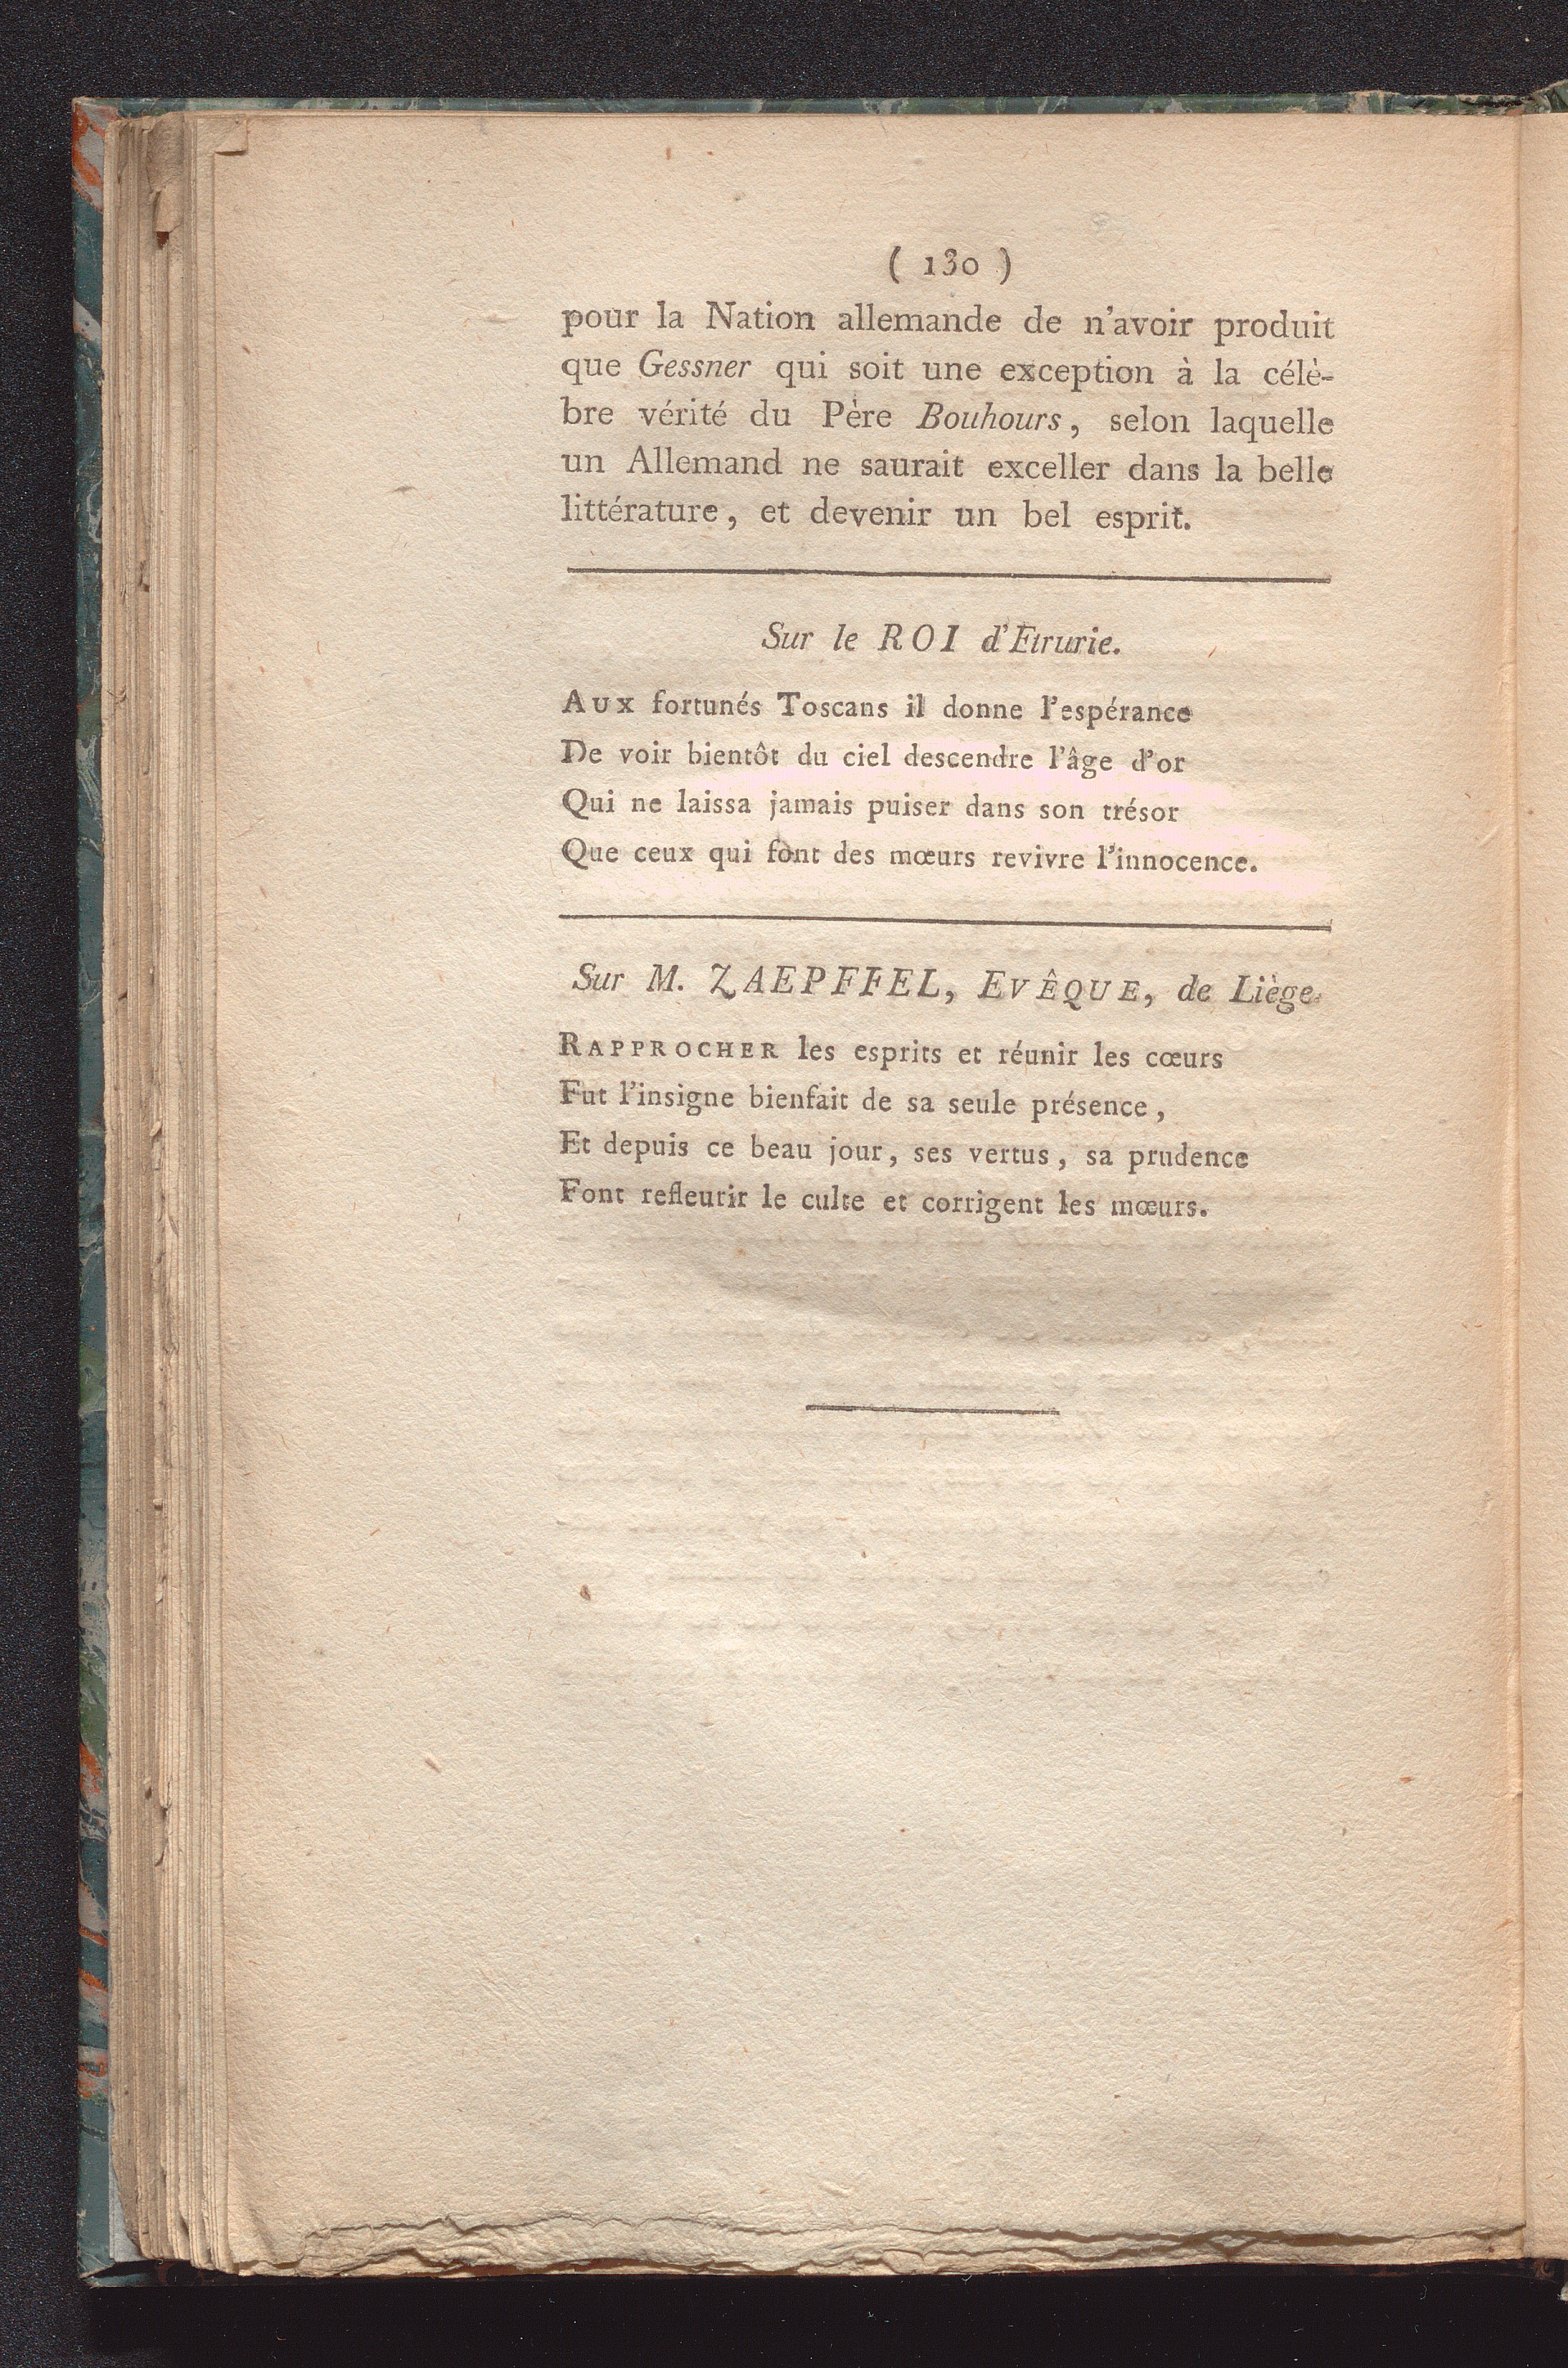 ( 130 )
pour la Nation allemande de n'avoir produit
que Gessner qui soit une exception à la célè-
bre vérité du Père Bouhours, selon laquelle
un Allemand ne saurait exceller dans la belle
littérature, et devenir un bel esprit.
Sur le ROI d'Etrurie.
AUX fortunés Toscans il donne l'espérance
De voir bientôt du ciel descendre l'âge d'or
Qui ne laissa jamais puiser dans son trésor
Que ceux qui font des mœurs revivre l'innocence.
Sur M. ZAEPFFEL, EVÊQUE, de Liège.
RAPPROCHER les esprits et réunir les cœurs
Fut l'insigne bienfait de sa seule présence,
Et depuis ce beau jour, ses vertus, sa prudence
Font refleurir le culte et corrigent les mœurs.